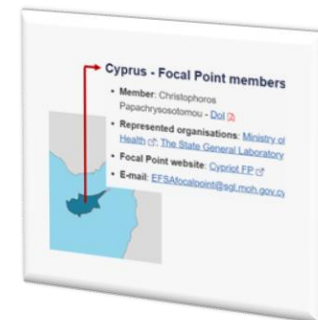 Cyprus - Focal Point members
• Member: Christophoros
Papachrysosotomou - DoI
• Represented organisations: Ministry of
Health, The State General Laboratory
• Focal Point website: Cypriot FP
• E-mail: EFSAfocalpoint@sgl.moh.gov.cy